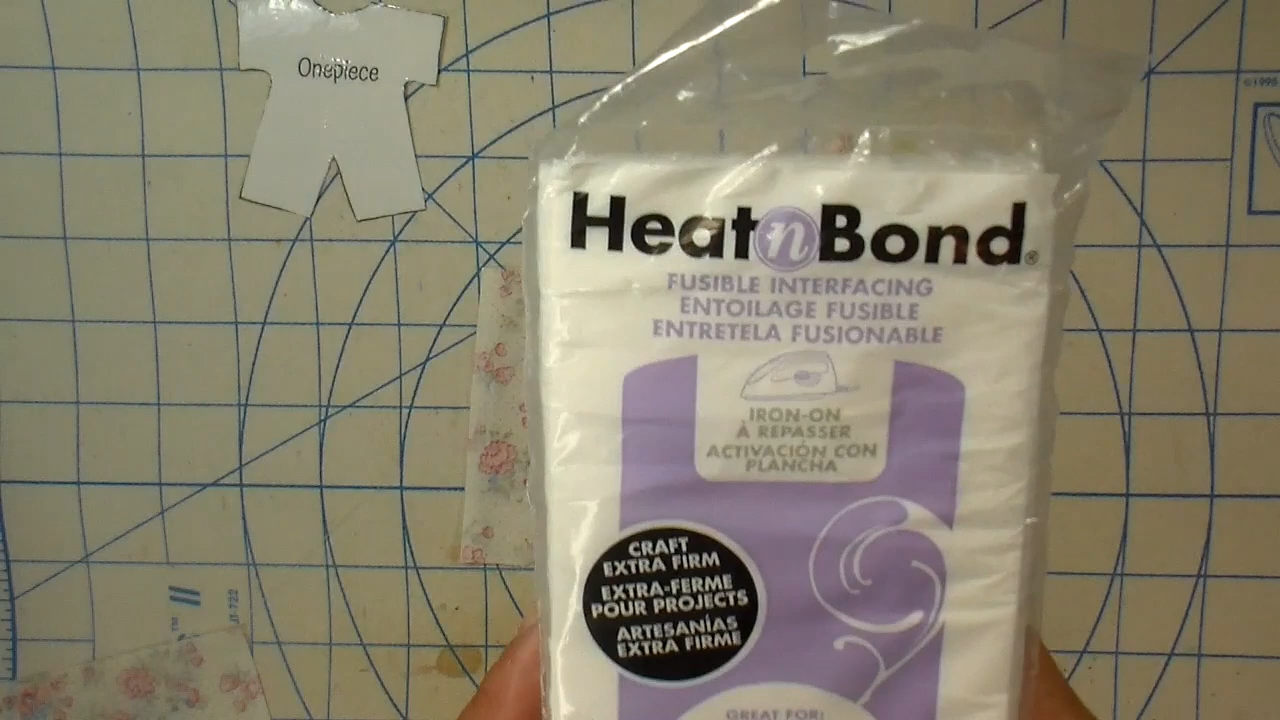 Onepiece
©1998
HeatnBond®
FUSIBLE INTERFACING
ENTOILAGE FUSIBLE
ENTRETELA FUSIONABLE
IRON-ON
À REPASSER
ACTIVACIÓN CON
PLANCHA
CRAFT
EXTRA FIRM
EXTRA-FERME
POUR PROJECTS
ARTESANÍAS
EXTRA FIRME
GREAT FOR: